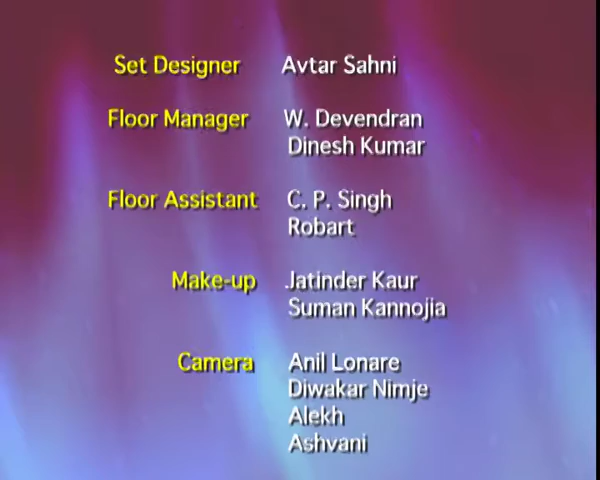 Set Designer Avtar Sahni
Floor Manager W. Devendran
Dinesh Kumar
Floor Assistant C. P. Singh
Robart
Make-up Jatinder Kaur
Suman Kannojia
Camera Anil Lonare
Diwakar Nimje
Alekh
Ashvani